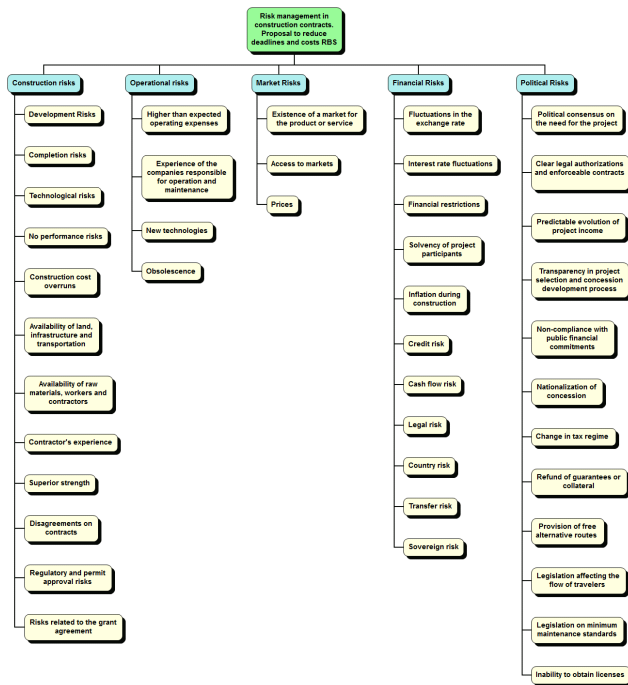 Risk management in
construction contracts.
Proposal to reduce
deadlines and costs RBS
Construction risks
Development Risks
Completion risks
Technological risks
No performance risks
Construction cost
overruns
Availability of land,
infrastructure and
transportation
Availability of raw
materials, workers and
contractors
Contractor's experience
Superior strength
Disagreements on
contracts
Regulatory and permit
approval risks
Risks related to the grant
agreement
Operational risks
Higher than expected
operating expenses
Experience of the
companies responsible
for operation and
maintenance
New technologies
Obsolescence
Market Risks
Existence of a market for
the product or service
Access to markets
Prices
Financial Risks
Fluctuations in the
exchange rate
Interest rate fluctuations
Financial restrictions
Solvency of project
participants
Inflation during
construction
Credit risk
Cash flow risk
Legal risk
Country risk
Transfer risk
Sovereign risk
Political Risks
Political consensus on
the need for the project
Clear legal authorizations
and enforceable contracts
Predictable evolution of
project income
Transparency in project
selection and concession
development process
Non-compliance with
public financial
commitments
Nationalization of
concession
Change in tax regime
Refund of guarantees or
collateral
Provision of free
alternative routes
Legislation affecting the
flow of travelers
Legislation on minimum
maintenance standards
Inability to obtain licenses